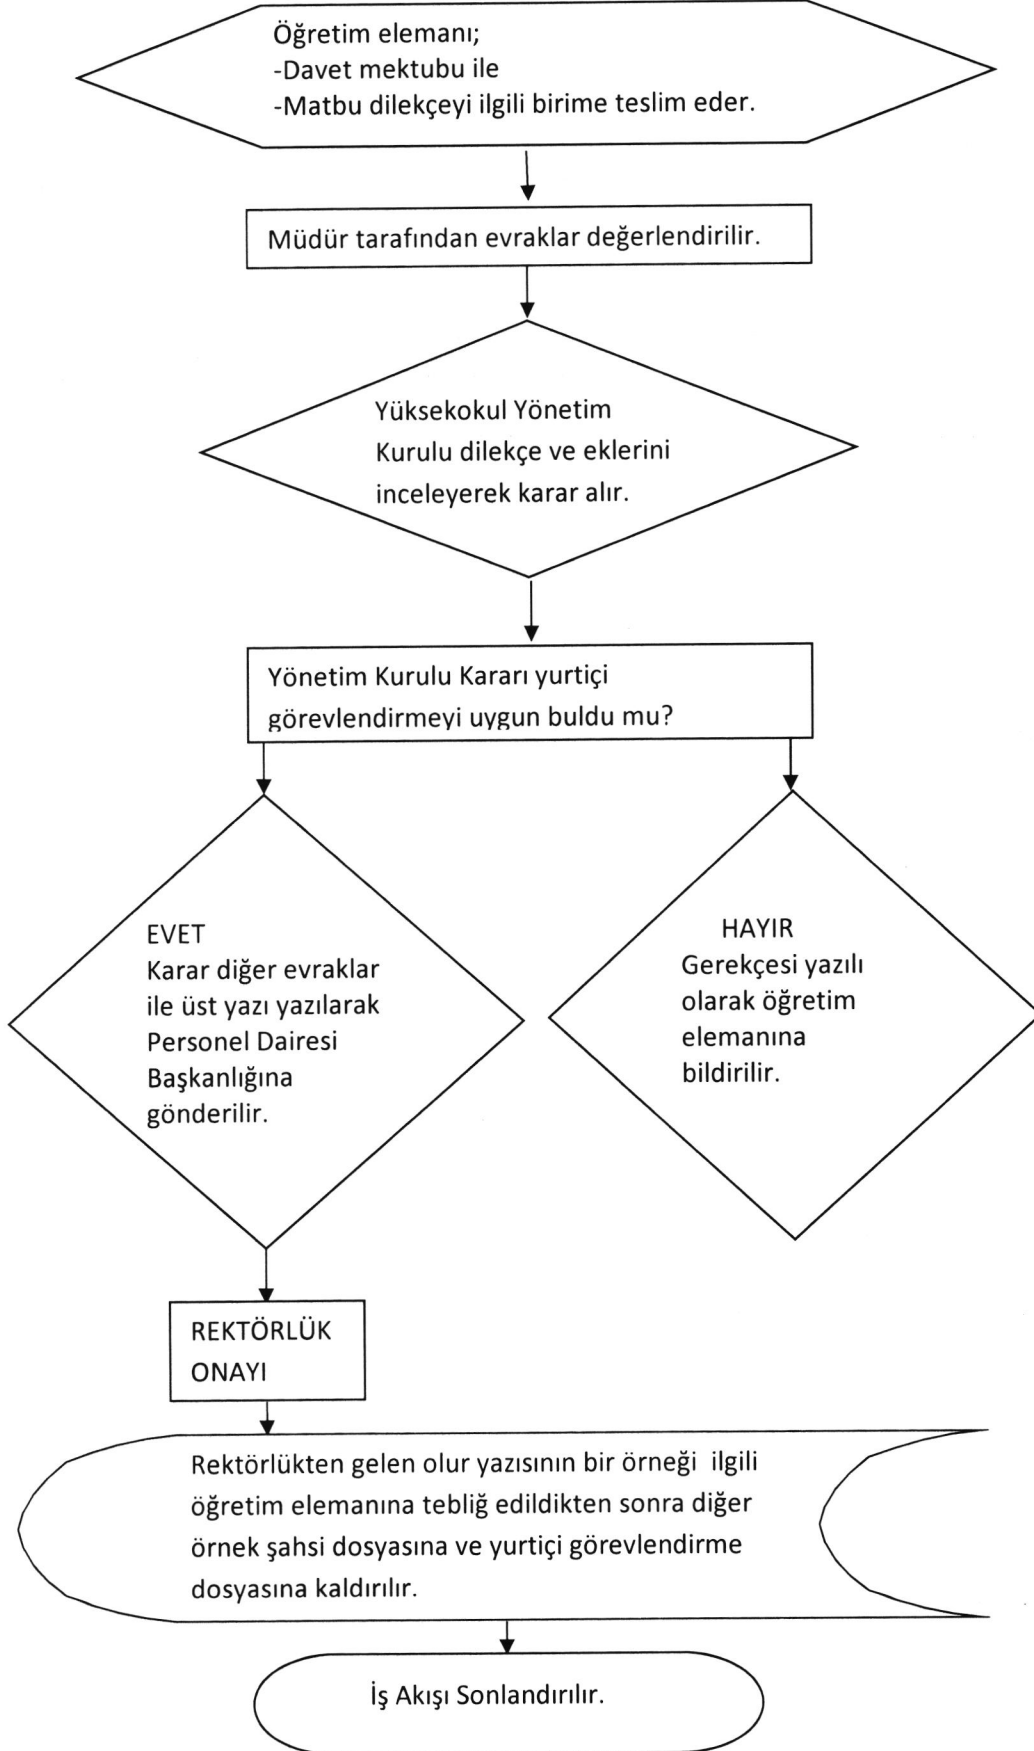 Öğretim elemanı;
-Davet mektubu ile
-Matbu dilekçeyi ilgili birime teslim eder.
Müdür tarafından evraklar değerlendirilir.
Yüksekokul Yönetim
Kurulu dilekçe ve eklerini
inceleyerek karar alır.
Yönetim Kurulu Kararı yurtiçi
görevlendirmeyi uygun buldu mu?
EVET
Karar diğer evraklar
ile üst yazı yazılarak
Personel Dairesi
Başkanlığına
gönderilir.
HAYIR
Gerekçesi yazılı
olarak öğretim
elemanına
bildirilir.
REKTÖRLÜK
ONAYI
Rektörlükten gelen olur yazısının bir örneği ilgili
öğretim elemanına tebliğ edildikten sonra diğer
örnek şahsi dosyasına ve yurtiçi görevlendirme
dosyasına kaldırılır.
İş Akışı Sonlandırılır.